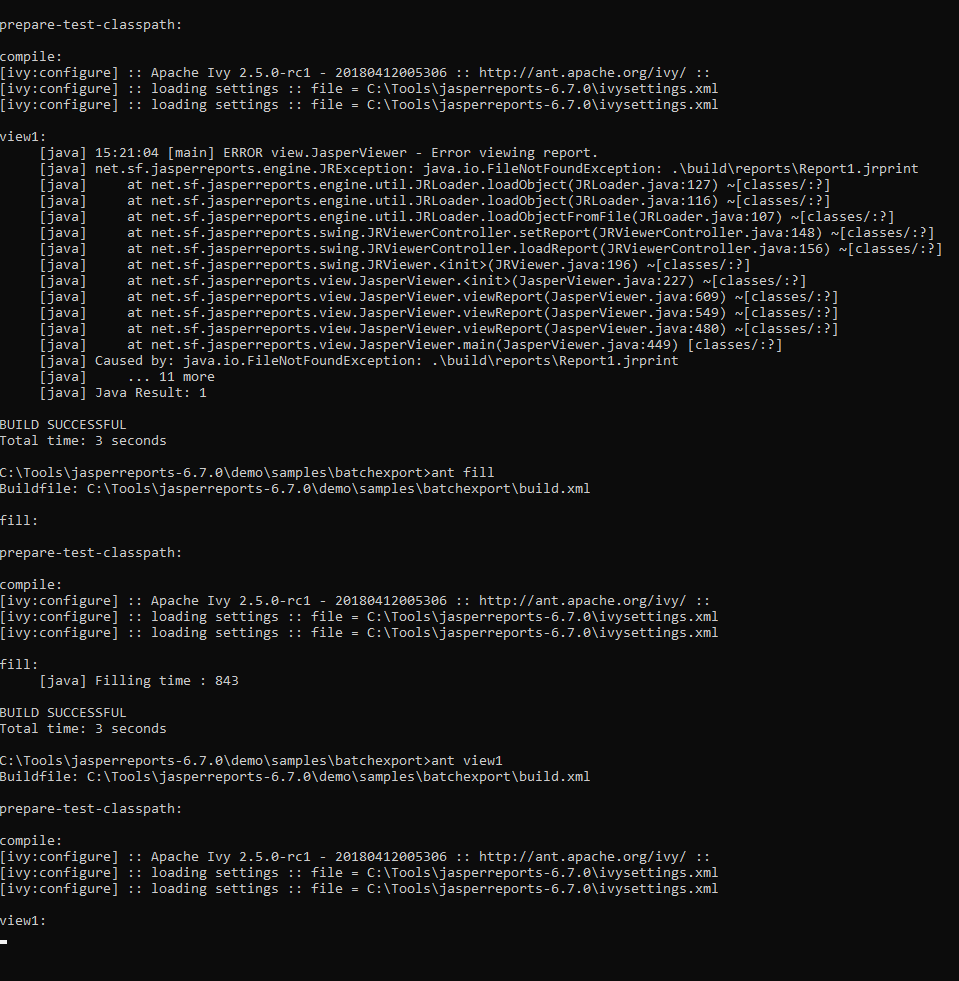 prepare-test-classpath:
compile:
[ivy:configure] :: Apache Ivy 2.5.0-rc1 - 20180412005306 :: http://ant.apache.org/ivy/ ::
[ivy:configure] :: loading settings :: file = C:\Tools\jasperreports-6.7.0\ivysettings.xml
[ivy:configure] :: loading settings :: file = C:\Tools\jasperreports-6.7.0\ivysettings.xml
view1:
[java] 15:21:04 [main] ERROR view.JasperViewer - Error viewing report.
[java] net.sf.jasperreports.engine.JRException: java.io.FileNotFoundException: .\build\reports\Report1.jrprint
[java]     at net.sf.jasperreports.engine.util.JRLoader.loadObject(JRLoader.java:127) ~[classes/:?]
[java]     at net.sf.jasperreports.engine.util.JRLoader.loadObject(JRLoader.java:116) ~[classes/:?]
[java]     at net.sf.jasperreports.engine.util.JRLoader.loadObjectFromFile(JRLoader.java:107) ~[classes/:?]
[java]     at net.sf.jasperreports.swing.JRViewerController.setReport(JRViewerController.java:148) ~[classes/:?]
[java]     at net.sf.jasperreports.swing.JRViewerController.loadReport(JRViewerController.java:156) ~[classes/:?]
[java]     at net.sf.jasperreports.swing.JRViewer.<init>(JRViewer.java:196) ~[classes/:?]
[java]     at net.sf.jasperreports.view.JasperViewer.<init>(JasperViewer.java:227) ~[classes/:?]
[java]     at net.sf.jasperreports.view.JasperViewer.viewReport(JasperViewer.java:609) ~[classes/:?]
[java]     at net.sf.jasperreports.view.JasperViewer.viewReport(JasperViewer.java:549) ~[classes/:?]
[java]     at net.sf.jasperreports.view.JasperViewer.viewReport(JasperViewer.java:480) ~[classes/:?]
[java]     at net.sf.jasperreports.view.JasperViewer.main(JasperViewer.java:449) [classes/:?]
[java] Caused by: java.io.FileNotFoundException: .\build\reports\Report1.jrprint
[java]     ... 11 more
[java] Java Result: 1
BUILD SUCCESSFUL
Total time: 3 seconds
C:\Tools\jasperreports-6.7.0\demo\samples\batchexport>ant fill
Buildfile: C:\Tools\jasperreports-6.7.0\demo\samples\batchexport\build.xml
fill:
prepare-test-classpath:
compile:
[ivy:configure] :: Apache Ivy 2.5.0-rc1 - 20180412005306 :: http://ant.apache.org/ivy/ ::
[ivy:configure] :: loading settings :: file = C:\Tools\jasperreports-6.7.0\ivysettings.xml
[ivy:configure] :: loading settings :: file = C:\Tools\jasperreports-6.7.0\ivysettings.xml
fill:
[java] Filling time : 843
BUILD SUCCESSFUL
Total time: 3 seconds
C:\Tools\jasperreports-6.7.0\demo\samples\batchexport>ant view1
Buildfile: C:\Tools\jasperreports-6.7.0\demo\samples\batchexport\build.xml
prepare-test-classpath:
compile:
[ivy:configure] :: Apache Ivy 2.5.0-rc1 - 20180412005306 :: http://ant.apache.org/ivy/ ::
[ivy:configure] :: loading settings :: file = C:\Tools\jasperreports-6.7.0\ivysettings.xml
[ivy:configure] :: loading settings :: file = C:\Tools\jasperreports-6.7.0\ivysettings.xml
view1: